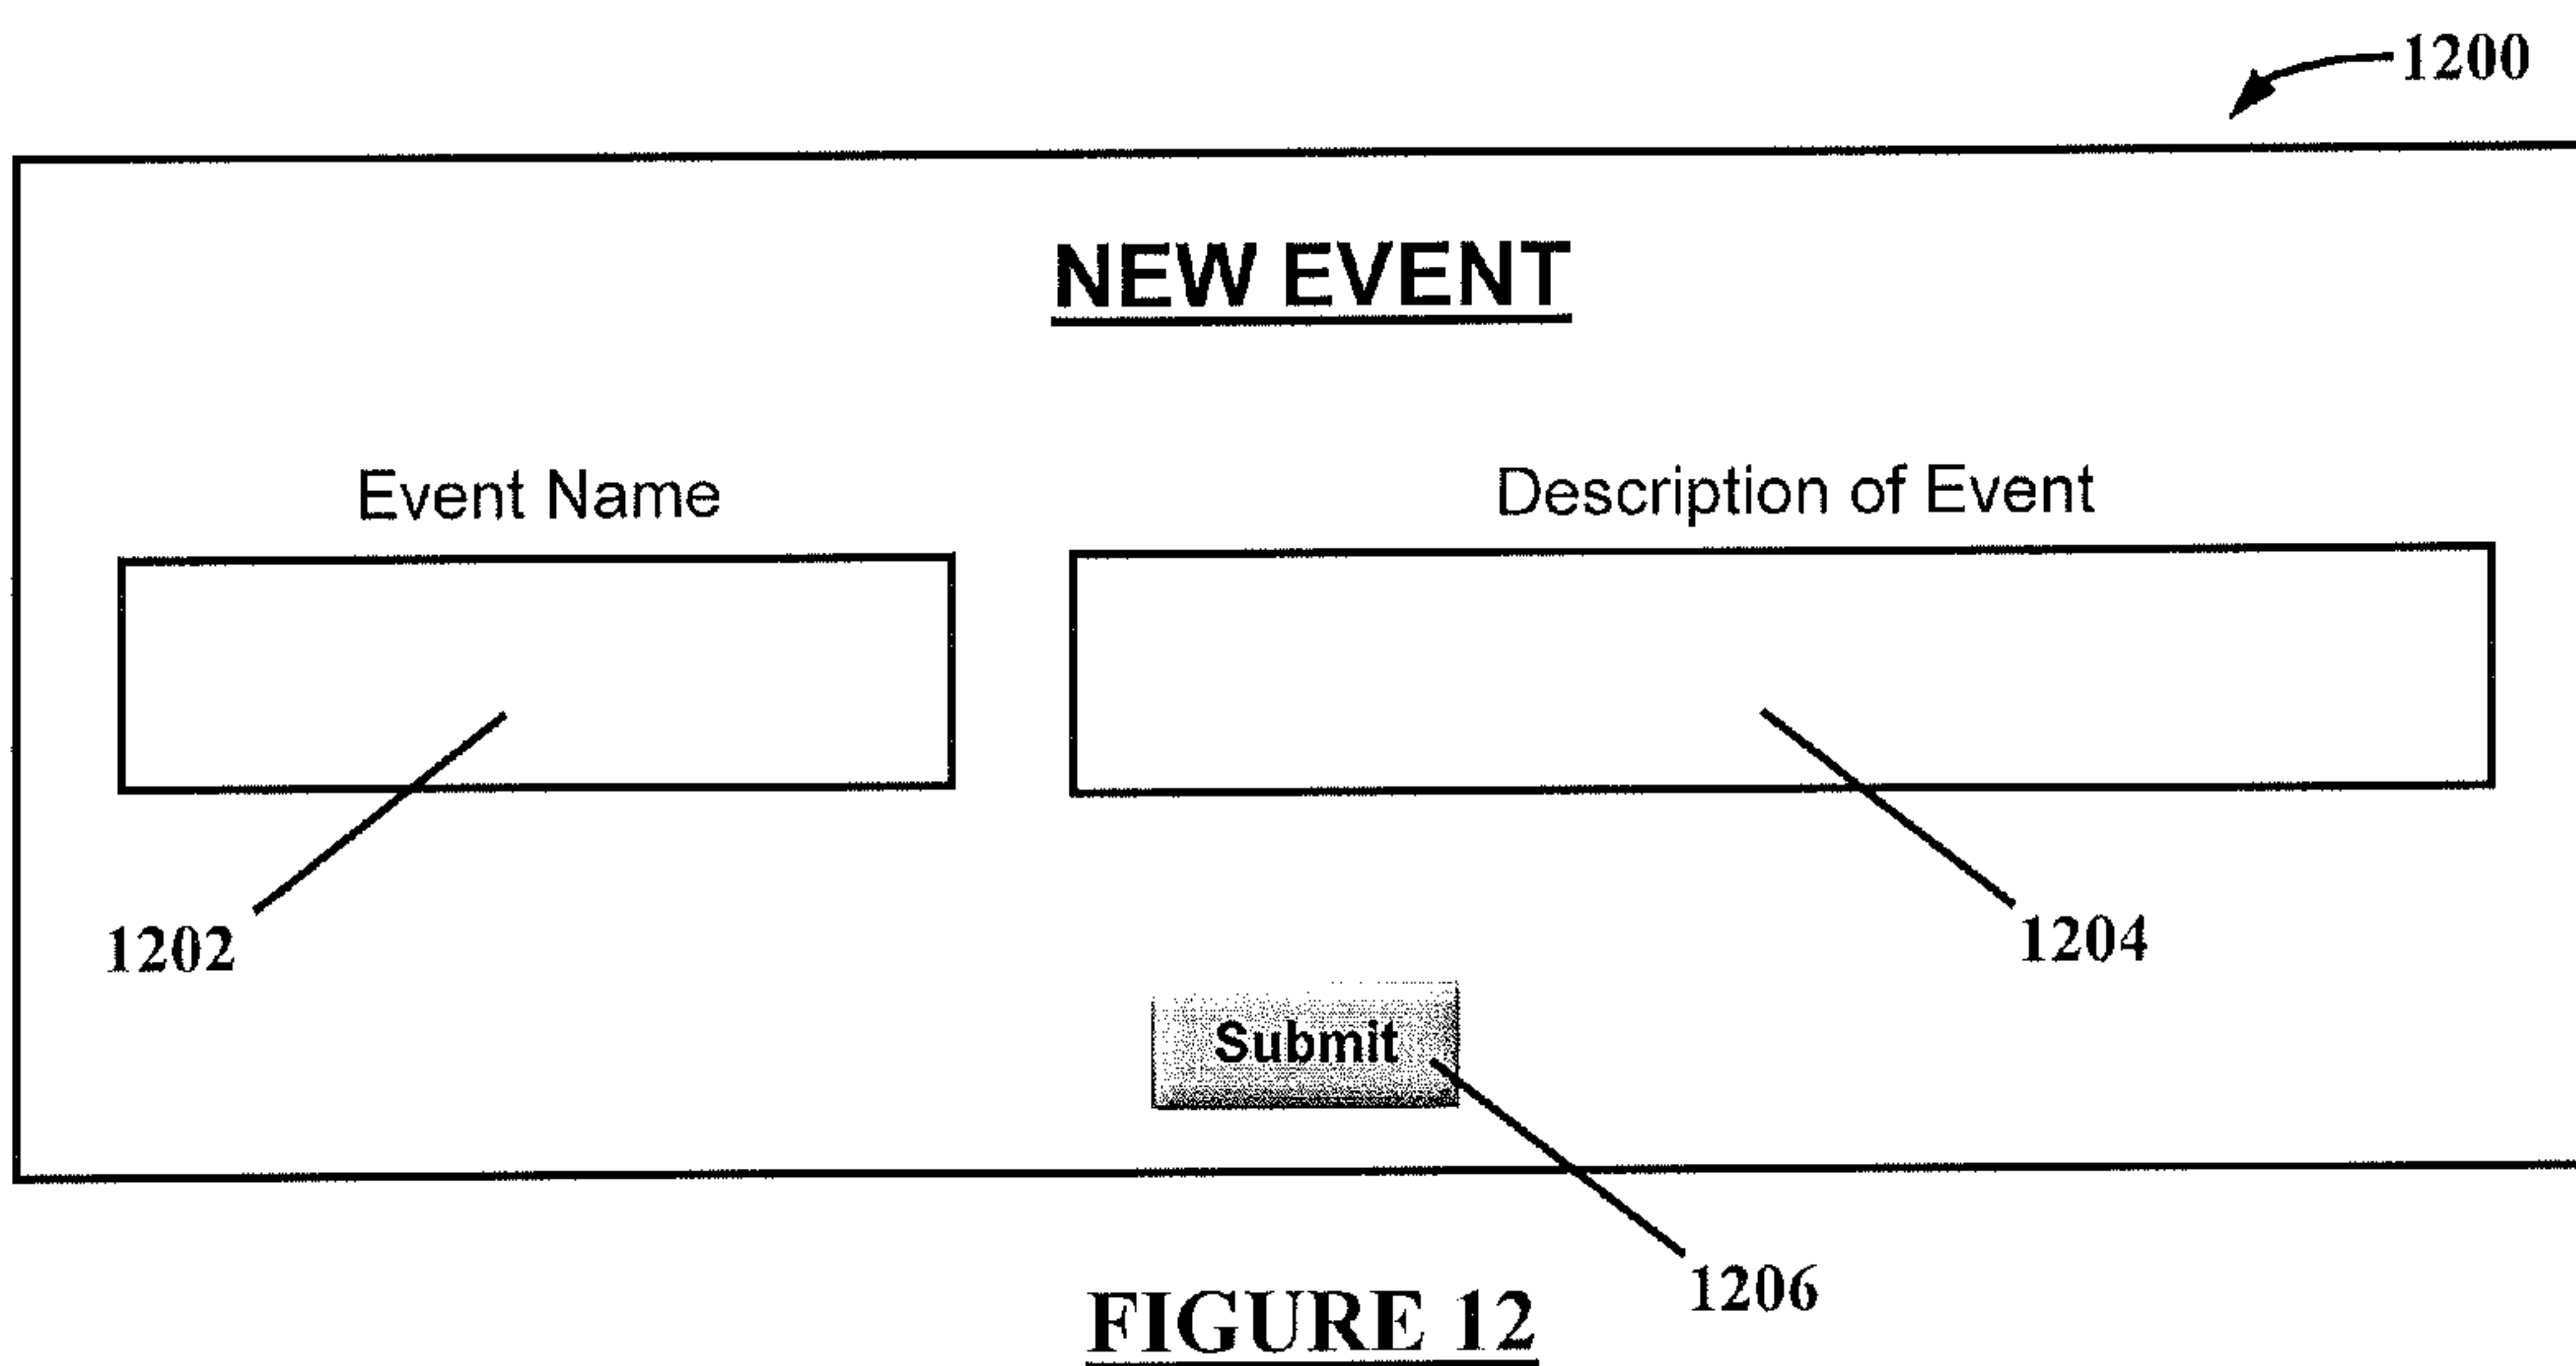 1200
NEW EVENT
Event Name
Description of Event
1202
1204
Submit
1206
FIGURE 12